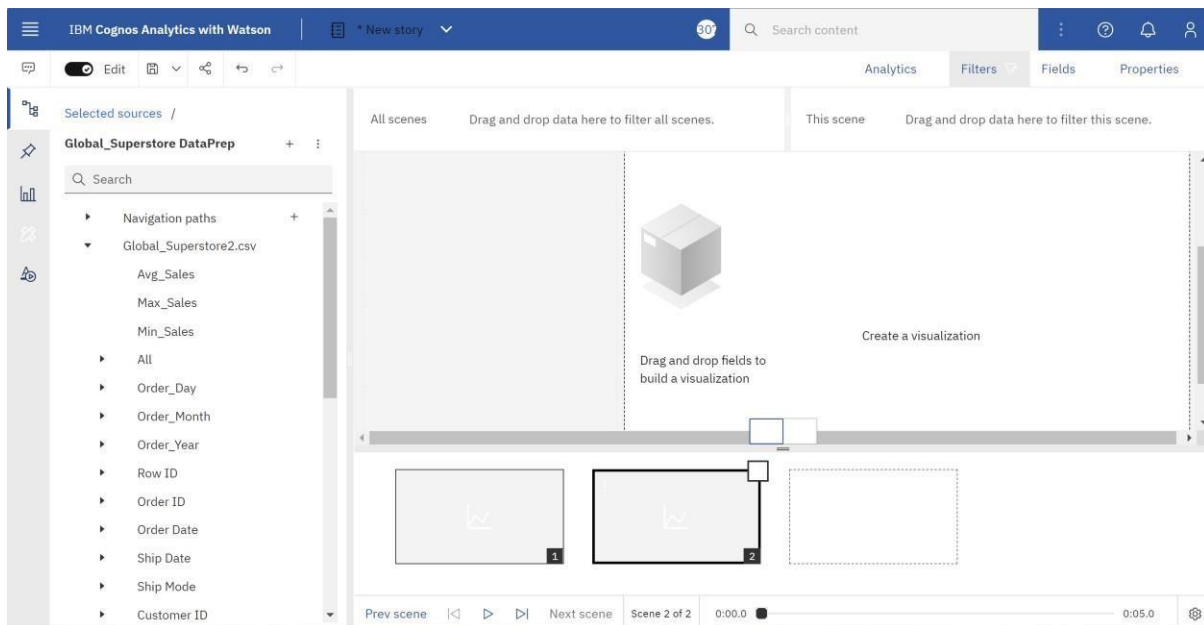 IBM Cognos Analytics with Watson
* New story
Search content
Edit
Analytics
Filters
Fields
Properties
Selected sources /
Global_Superstore DataPrep
Search
Navigation paths
Global_Superstore2.csv
Avg_Sales
Max_Sales
Min_Sales
All
Order_Day
Order_Month
Order_Year
Row ID
Order ID
Order Date
Ship Date
Ship Mode
Customer ID
All scenes
Drag and drop data here to filter all scenes.
This scene
Drag and drop data here to filter this scene.
Drag and drop fields to
build a visualization
Create a visualization
1
2
Prev scene
Next scene
Scene 2 of 2
0:00.0
0:05.0